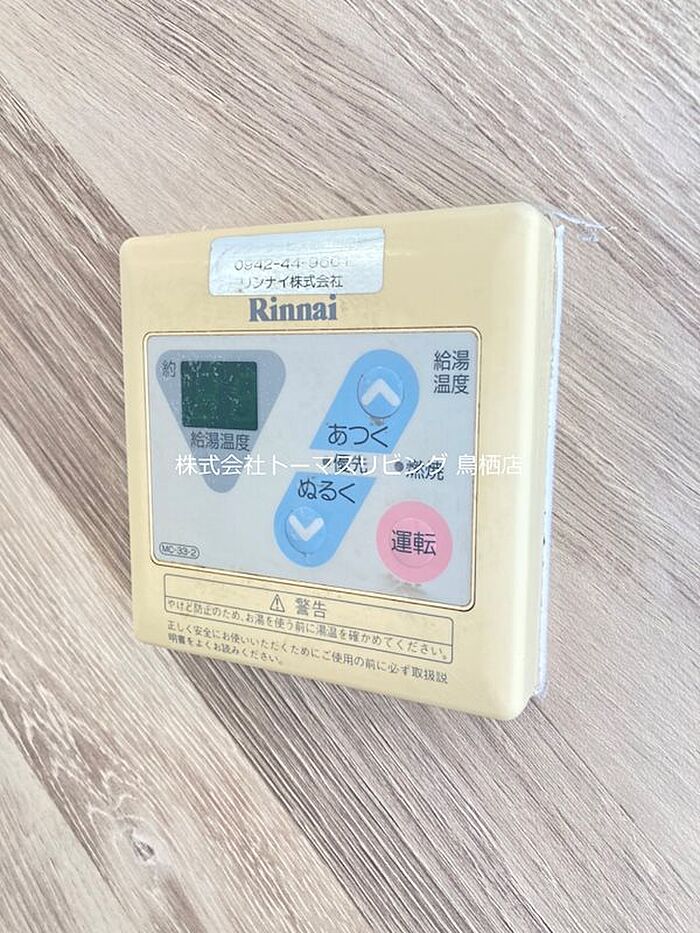 リンナイ株式会社
Rinnai
約
給湯温度
給湯
温度
あつく
優先
燃焼
ぬるく
運転
MC-33-2
株式会社トーマスリビング 鳥栖店
⚠ 警告
やけど防止のため、お湯を使う前に湯温を確かめてください。
正しく安全にお使いいただくためにご使用の前に必ず取扱説
明書をよくお読みください。